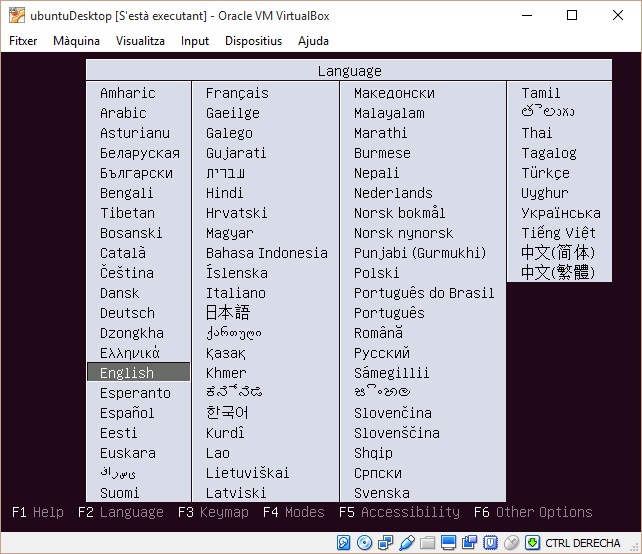 ubuntuDesktop [S'està executant] - Oracle VM VirtualBox
Fitxer Màquina Visualitza Input Dispositius Ajuda
Language
Amharic
Arabic
Asturianu
Беларуская
Български
Bengali
Tibetan
Bosanski
Català
Čeština
Dansk
Deutsch
Dzongkha
Ελληνικά
English
Esperanto
Español
Eesti
Euskara
ﻯﺱﺭﺎﻓ
Suomi
Français
Gaeilge
Galego
Gujarati
עברית
Hindi
Hrvatski
Magyar
Bahasa Indonesia
Íslenska
Italiano
日本語
ქართული
Қазақ
Khmer
ಕನ್ನಡ
한국어
Kurdî
Lao
Lietuviškai
Latviski
Македонски
Malayalam
Marathi
Burmese
Nepali
Nederlands
Norsk bokmål
Norsk nynorsk
Punjabi (Gurmukhi)
Polski
Português do Brasil
Português
Română
Русский
Sámegillii
සිංහල
Slovenčina
Slovenščina
Shqip
Српски
Svenska
Tamil
తెలుగు
Thai
Tagalog
Türkçe
Uyghur
Українська
Tiếng Việt
中文(简体)
中文(繁體)
F1 Help F2 Language F3 Keymap F4 Modes F5 Accessibility F6 Other Options
CTRL DERECHA